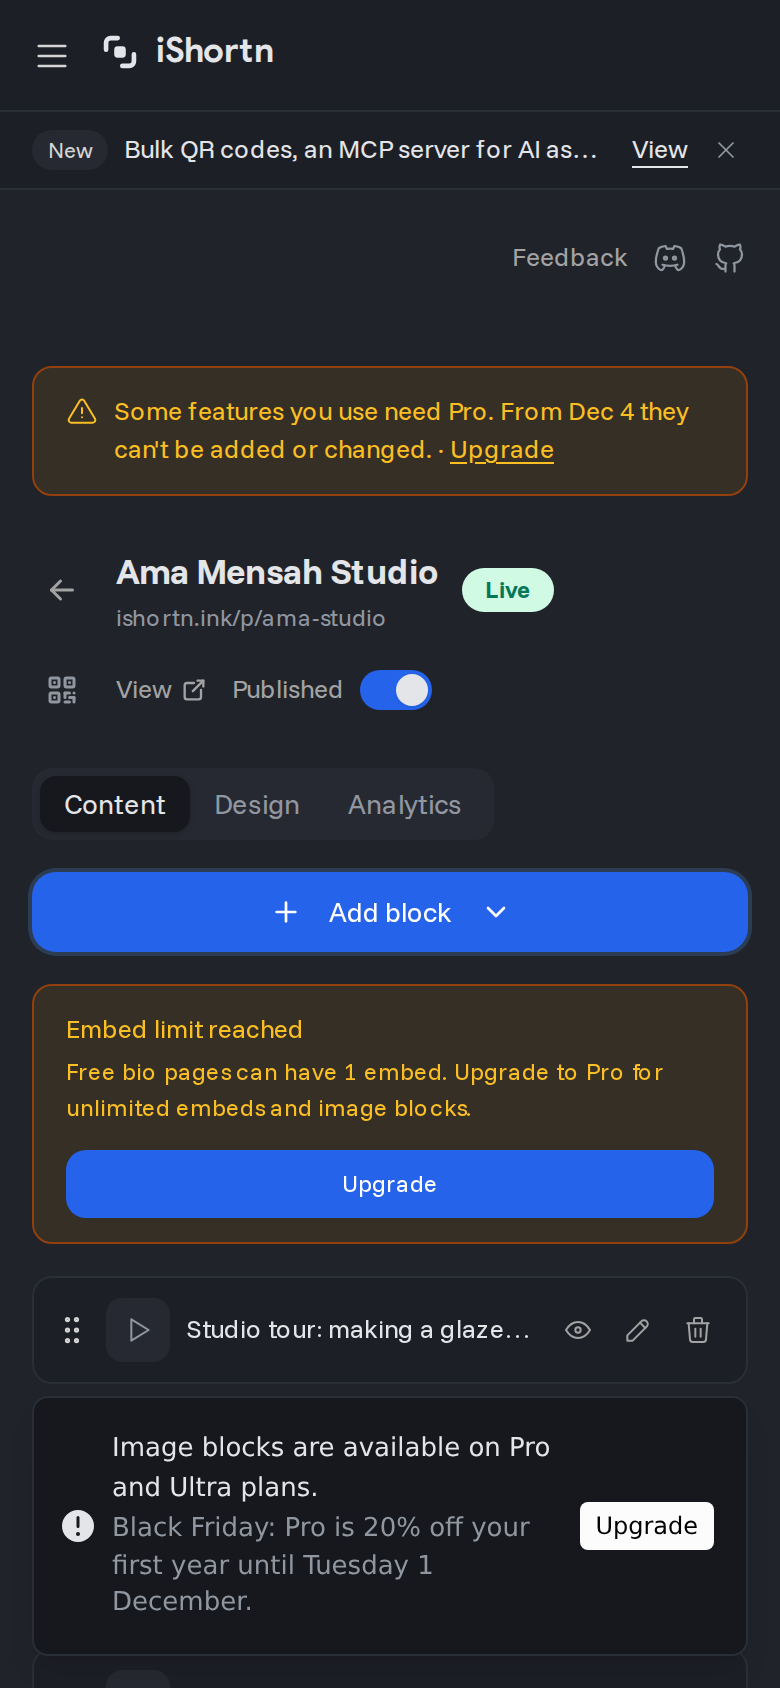 iShortn
New Bulk QR codes, an MCP server for AI as... View
Feedback
Some features you use need Pro. From Dec 4 they
can't be added or changed. · Upgrade
Ama Mensah Studio
Live
ishortn.ink/p/ama-studio
View Published
Content Design Analytics
Add block
Embed limit reached
Free bio pages can have 1 embed. Upgrade to Pro for
unlimited embeds and image blocks.
Upgrade
Studio tour: making a glaze...
Image blocks are available on Pro
and Ultra plans.
Black Friday: Pro is 20% off your
first year until Tuesday 1
December.
Upgrade